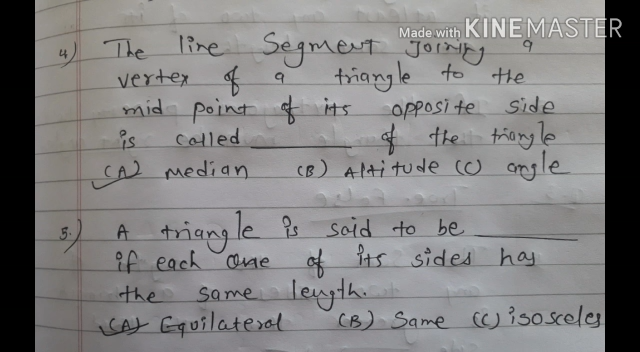 Made with KINEMASTER
4) The line Segment Joining a
vertex of a triangle to the
mid point of its opposite side
is called ________ of the triangle
(A) median (B) Altitude (C) angle
5.) A triangle is said to be ________
if each one of its sides has
the same length.
(A) Equilateral (B) Same (C) isosceles